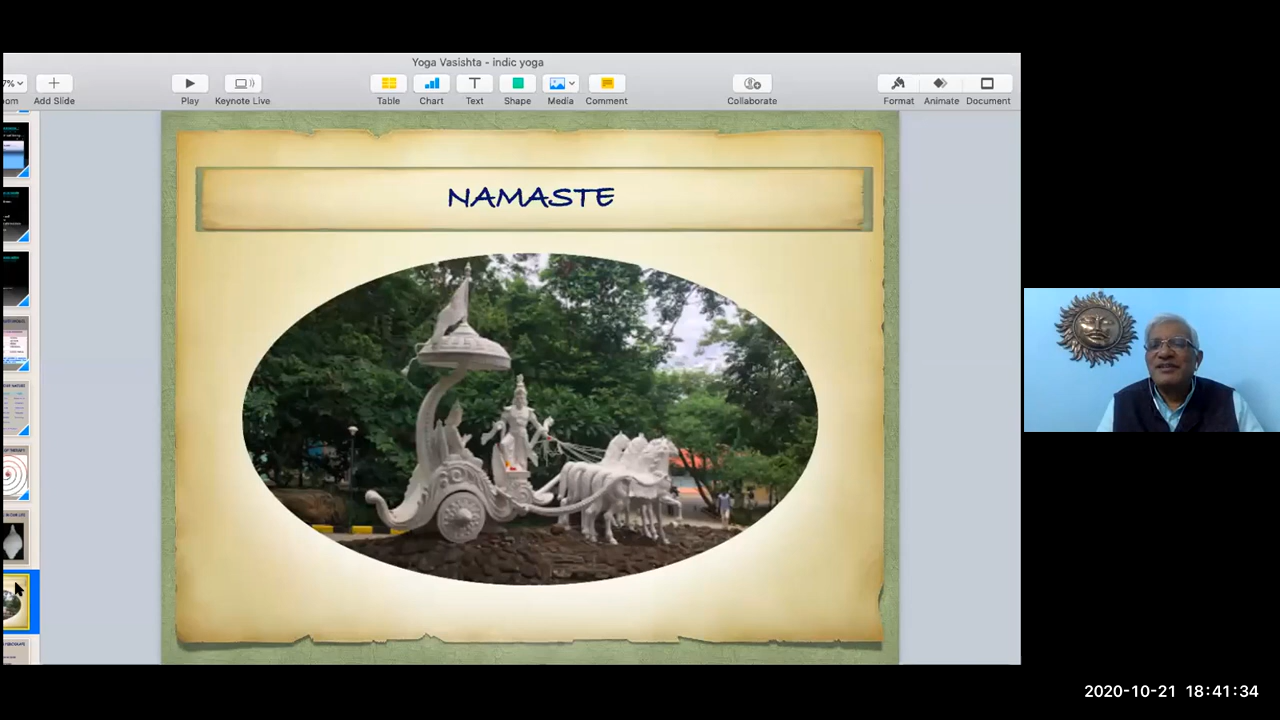 Yoga Vasishta - indic yoga
7%
Add Slide
Play
Keynote Live
Table
Chart
Text
Shape
Media
Comment
Collaborate
Format
Animate
Document
NAMASTE
2020-10-21 18:41:34